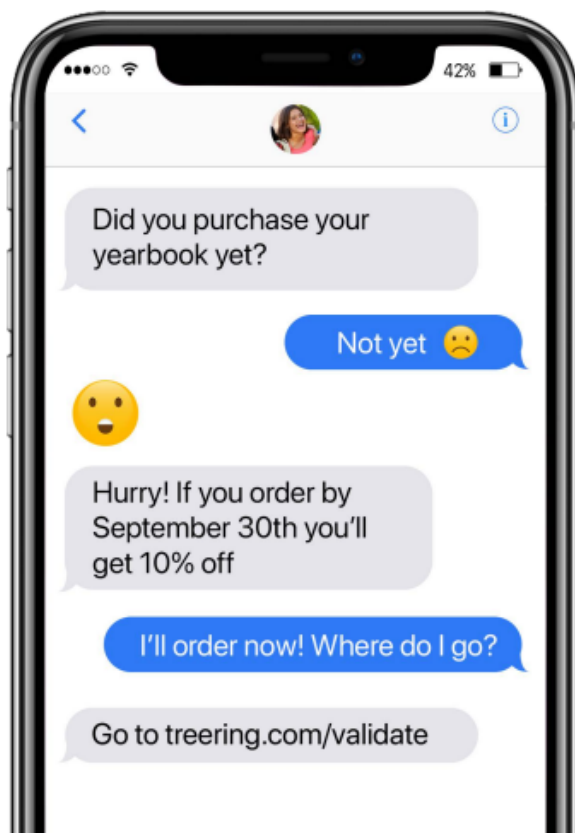 42%
Did you purchase your
yearbook yet?
Not yet
Hurry! If you order by
September 30th you'll
get 10% off
I'll order now! Where do I go?
Go to treering.com/validate